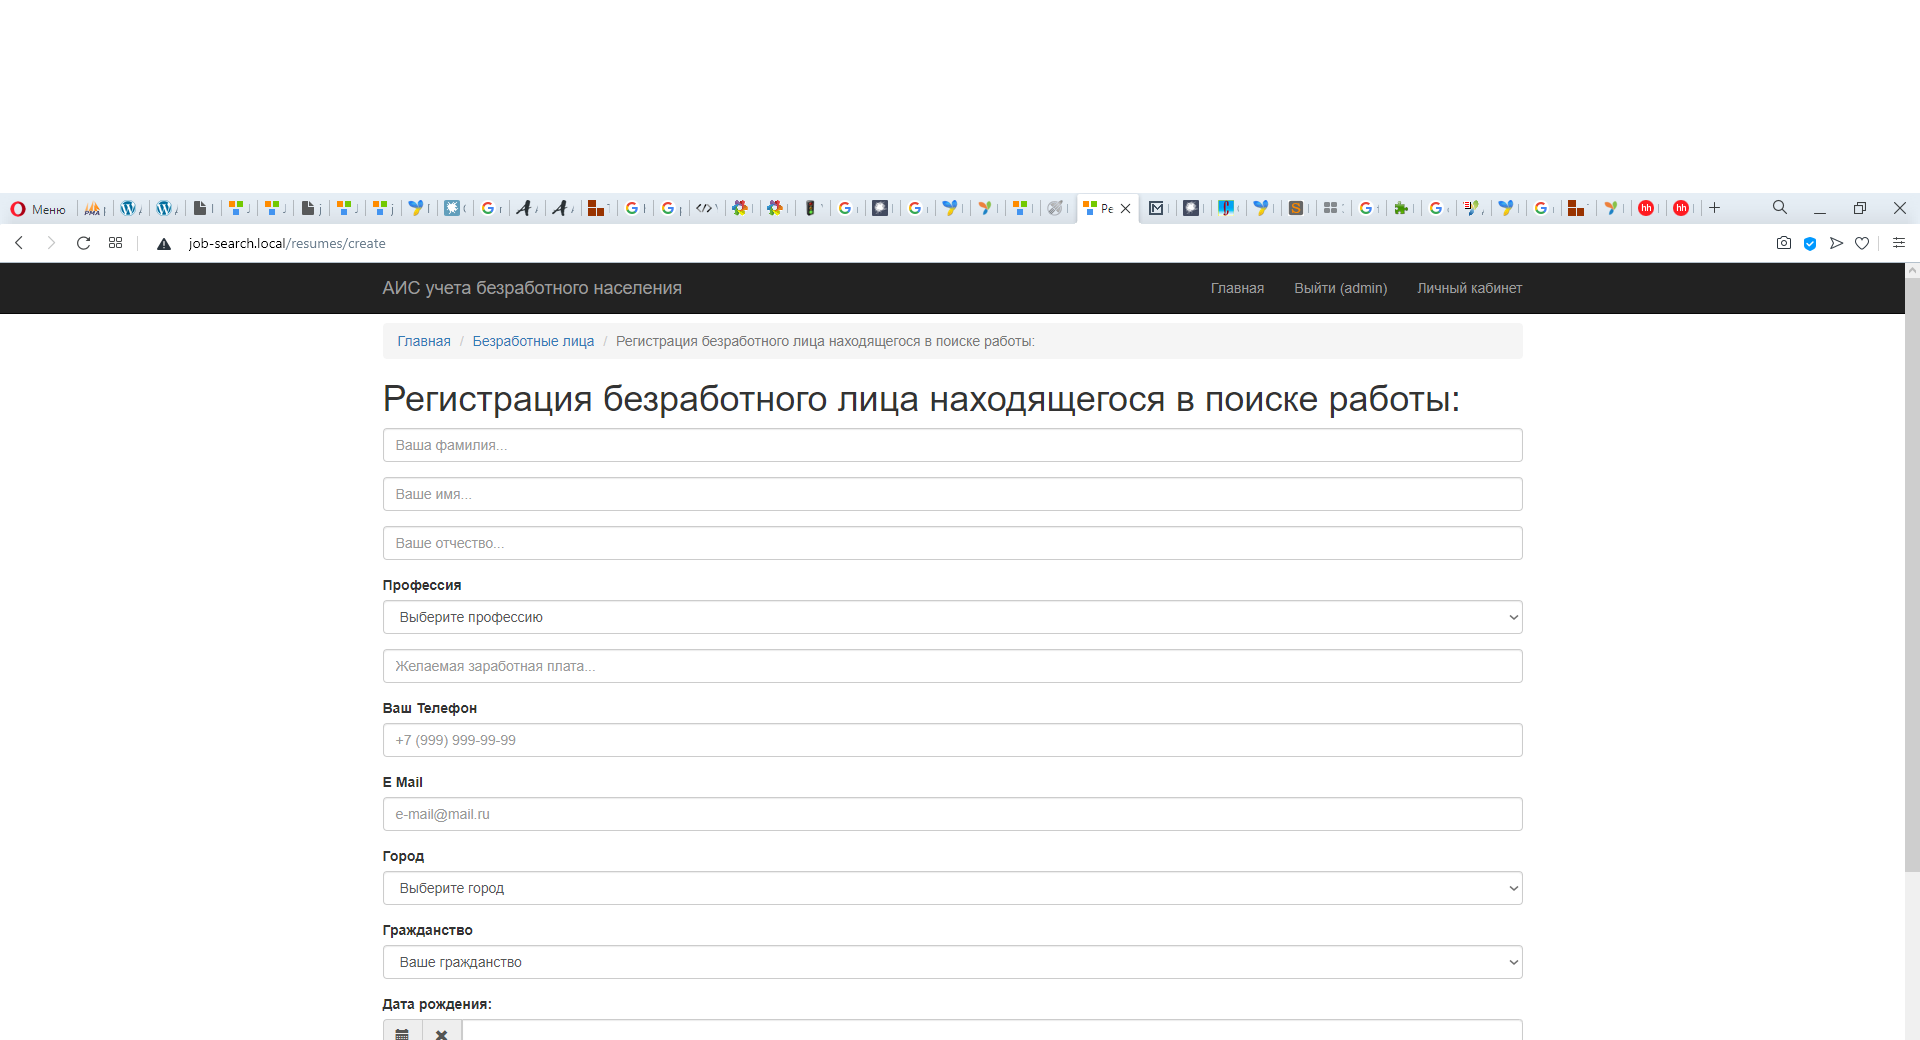 Меню
job-search.local/resumes/create
АИС учета безработного населения
Главная
Выйти (admin)
Личный кабинет
Главная / Безработные лица / Регистрация безработного лица находящегося в поиске работы:
Регистрация безработного лица находящегося в поиске работы:
Ваша фамилия...
Ваше имя...
Ваше отчество...
Профессия
Выберите профессию
Желаемая заработная плата...
Ваш Телефон
+7 (999) 999-99-99
E Mail
e-mail@mail.ru
Город
Выберите город
Гражданство
Ваше гражданство
Дата рождения: